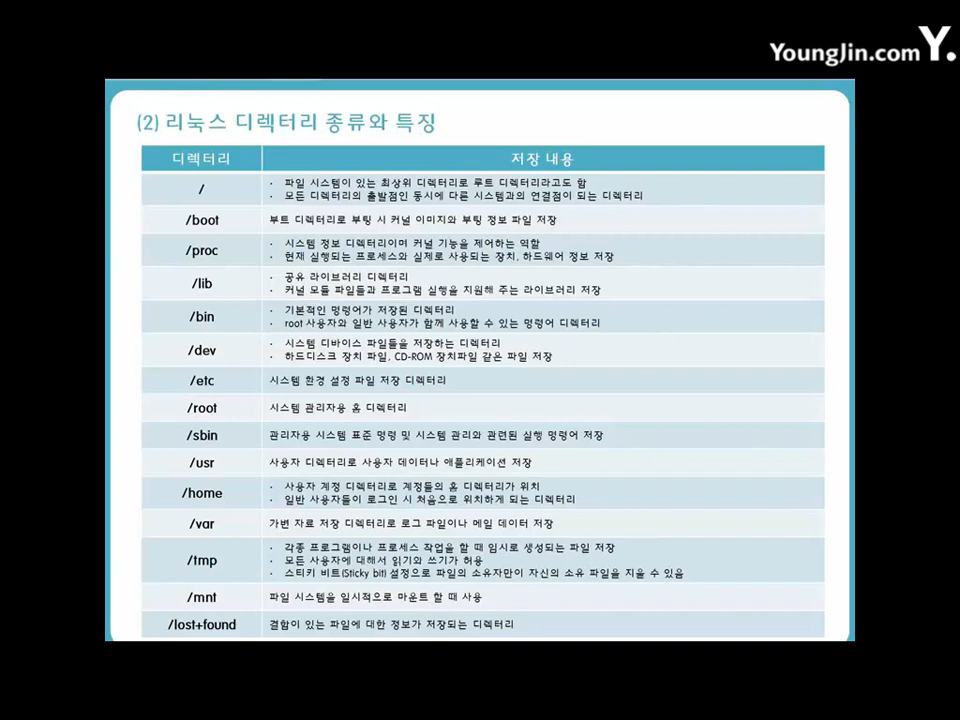 YoungJin.com Y.
(2) 리눅스 디렉터리 종류와 특징
디렉터리 저장 내용
/
· 파일 시스템이 있는 최상위 디렉터리로 루트 디렉터리라고도 함
· 모든 디렉터리의 출발점인 동시에 다른 시스템과의 연결점이 되는 디렉터리
/boot 부트 디렉터리로 부팅 시 커널 이미지와 부팅 정보 파일 저장
/proc
· 시스템 정보 디렉터리이며 커널 기능을 제어하는 역할
· 현재 실행되는 프로세스와 실제로 사용되는 장치, 하드웨어 정보 저장
/lib
· 공유 라이브러리 디렉터리
· 커널 모듈 파일들과 프로그램 실행을 지원해 주는 라이브러리 저장
/bin
· 기본적인 명령어가 저장된 디렉터리
· root 사용자와 일반 사용자가 함께 사용할 수 있는 명령어 디렉터리
/dev
· 시스템 디바이스 파일들을 저장하는 디렉터리
· 하드디스크 장치 파일, CD-ROM 장치파일 같은 파일 저장
/etc 시스템 환경 설정 파일 저장 디렉터리
/root 시스템 관리자용 홈 디렉터리
/sbin 관리자용 시스템 표준 명령 및 시스템 관리와 관련된 실행 명령어 저장
/usr 사용자 디렉터리로 사용자 데이터나 애플리케이션 저장
/home
· 사용자 계정 디렉터리로 계정들의 홈 디렉터리가 위치
· 일반 사용자들이 로그인 시 처음으로 위치하게 되는 디렉터리
/var 가변 자료 저장 디렉터리로 로그 파일이나 메일 데이터 저장
/tmp
· 각종 프로그램이나 프로세스 작업을 할 때 임시로 생성되는 파일 저장
· 모든 사용자에 대해서 읽기와 쓰기가 허용
· 스티키 비트(Sticky bit) 설정으로 파일의 소유자만이 자신의 소유 파일을 지울 수 있음
/mnt 파일 시스템을 일시적으로 마운트 할 때 사용
/lost+found 결함이 있는 파일에 대한 정보가 저장되는 디렉터리